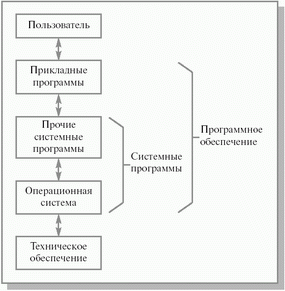 Пользователь
Прикладные
программы
Прочие
системные
программы
Операционная
система
Техническое
обеспечение
Системные
программы
Программное
обеспечение